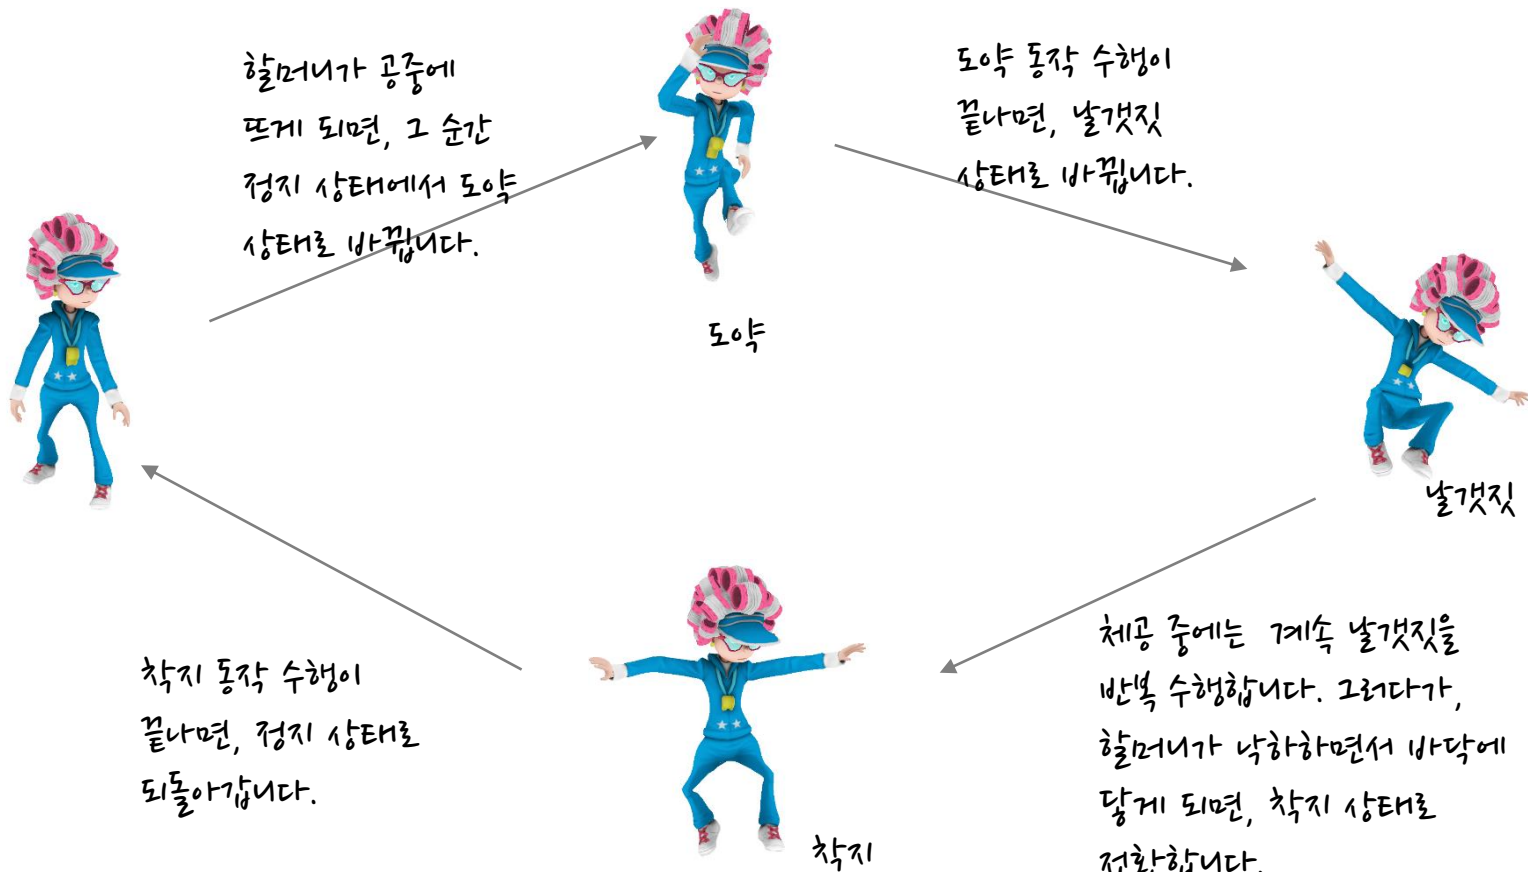 할머니가 공중에
뜨게 되면, 그 순간
정지 상태에서 도약
상태로 바뀝니다.
도약 동작 수행이
끝나면, 날갯짓
상태로 바뀝니다.
도약
날갯짓
체공 중에는 계속 날갯짓을
반복 수행합니다. 그러다가,
할머니가 낙하하면서 바닥에
닿게 되면, 착지 상태로
전환합니다.
착지 동작 수행이
끝나면, 정지 상태로
되돌아갑니다.
착지